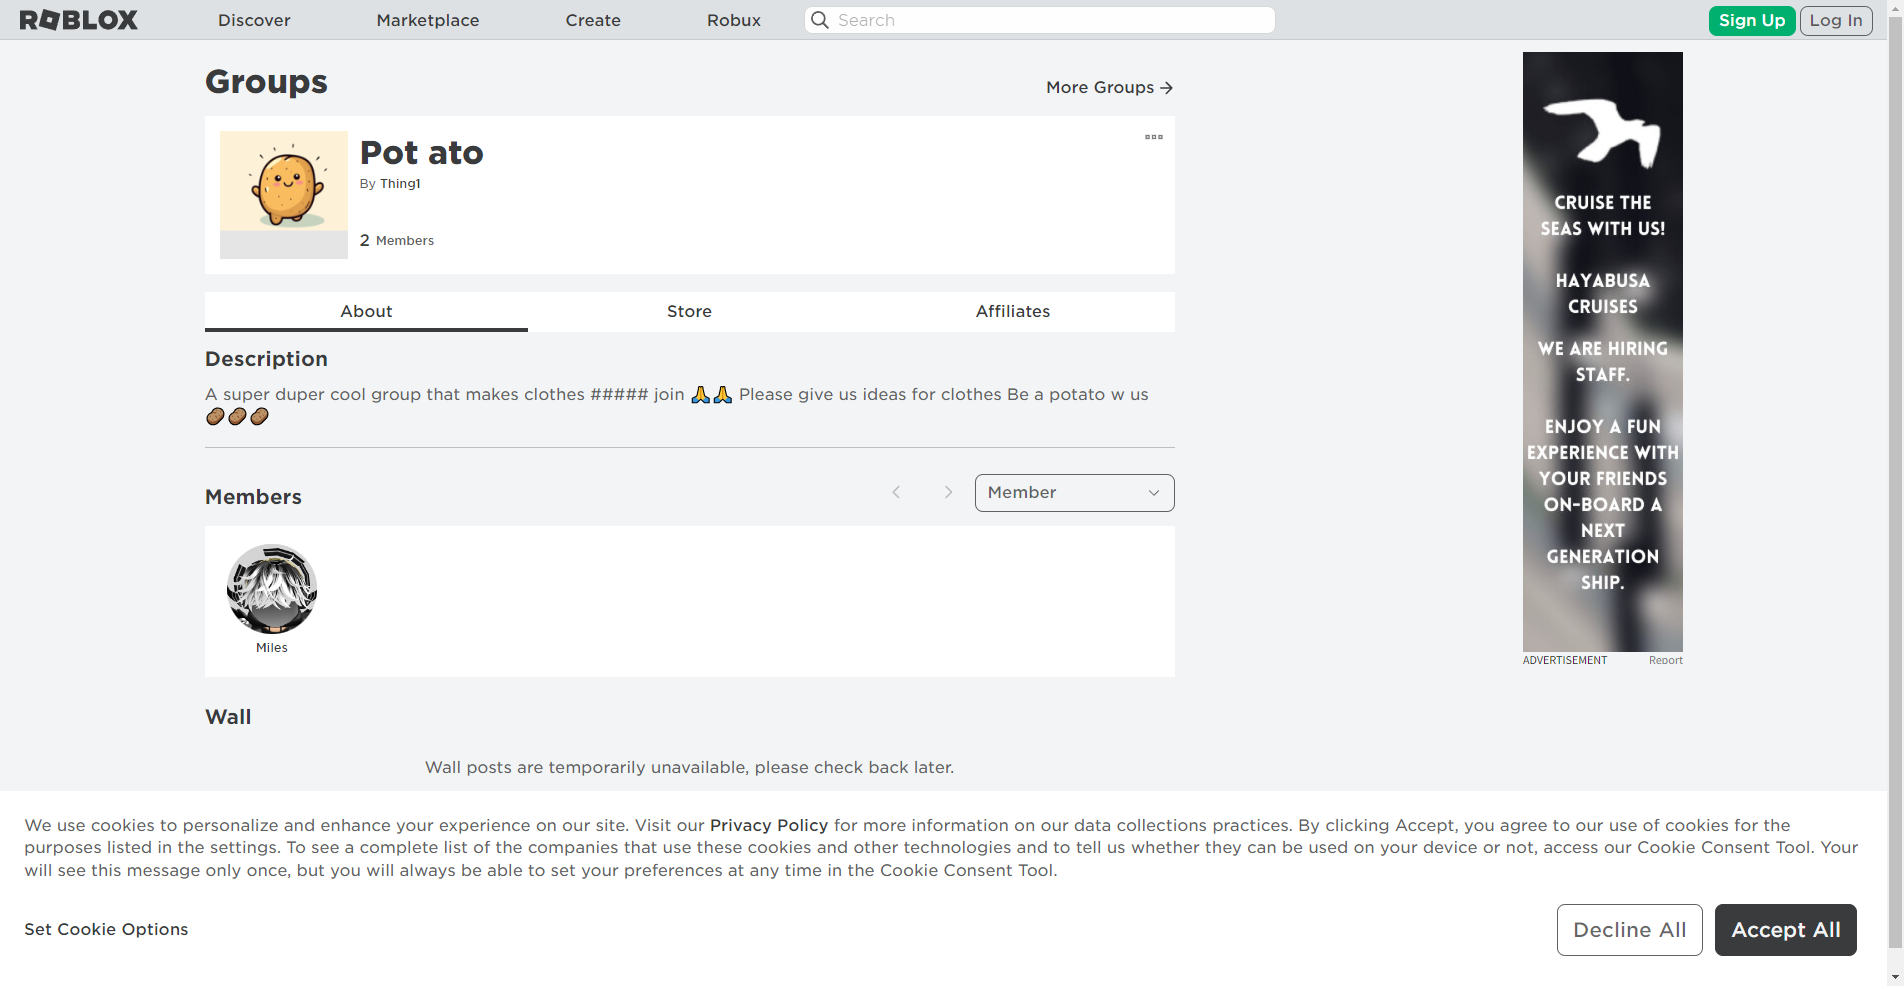 ROBLOX Discover Marketplace Create Robux Search Sign Up Log In
Groups
More Groups →
Pot ato
By Thing1
2 Members
About Store Affiliates
Description
A super duper cool group that makes clothes ##### join 🙏🙏 Please give us ideas for clothes Be a potato w us
🥔🥔🥔
Members
Member
Miles
Wall
Wall posts are temporarily unavailable, please check back later.
CRUISE THE
SEAS WITH US!
HAYABUSA
CRUISES
WE ARE HIRING
STAFF.
ENJOY A FUN
EXPERIENCE WITH
YOUR FRIENDS
ON-BOARD A
NEXT
GENERATION
SHIP.
ADVERTISEMENT Report
We use cookies to personalize and enhance your experience on our site. Visit our Privacy Policy for more information on our data collections practices. By clicking Accept, you agree to our use of cookies for the
purposes listed in the settings. To see a complete list of the companies that use these cookies and other technologies and to tell us whether they can be used on your device or not, access our Cookie Consent Tool. Your
will see this message only once, but you will always be able to set your preferences at any time in the Cookie Consent Tool.
Set Cookie Options
Decline All
Accept All